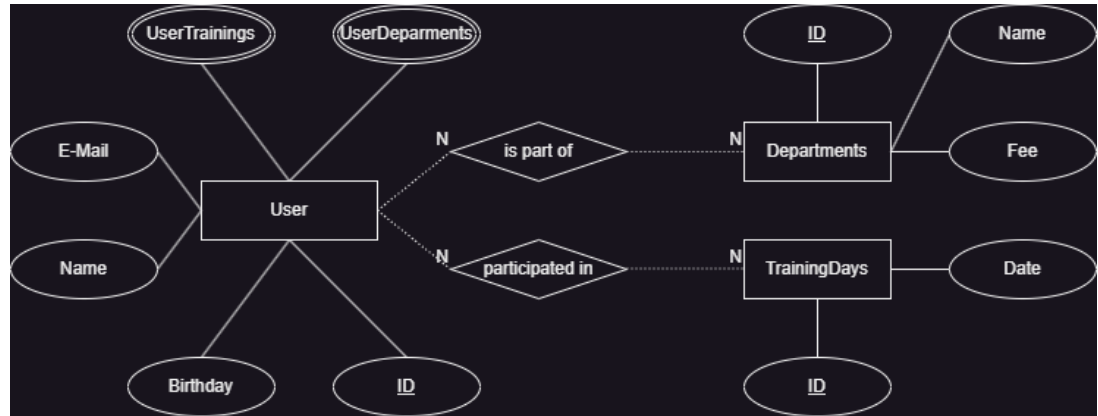 UserTrainings
UserDeparments
ID
Name
E-Mail
N
is part of
N
Departments
Fee
User
Name
N
participated in
N
TrainingDays
Date
Birthday
ID
ID